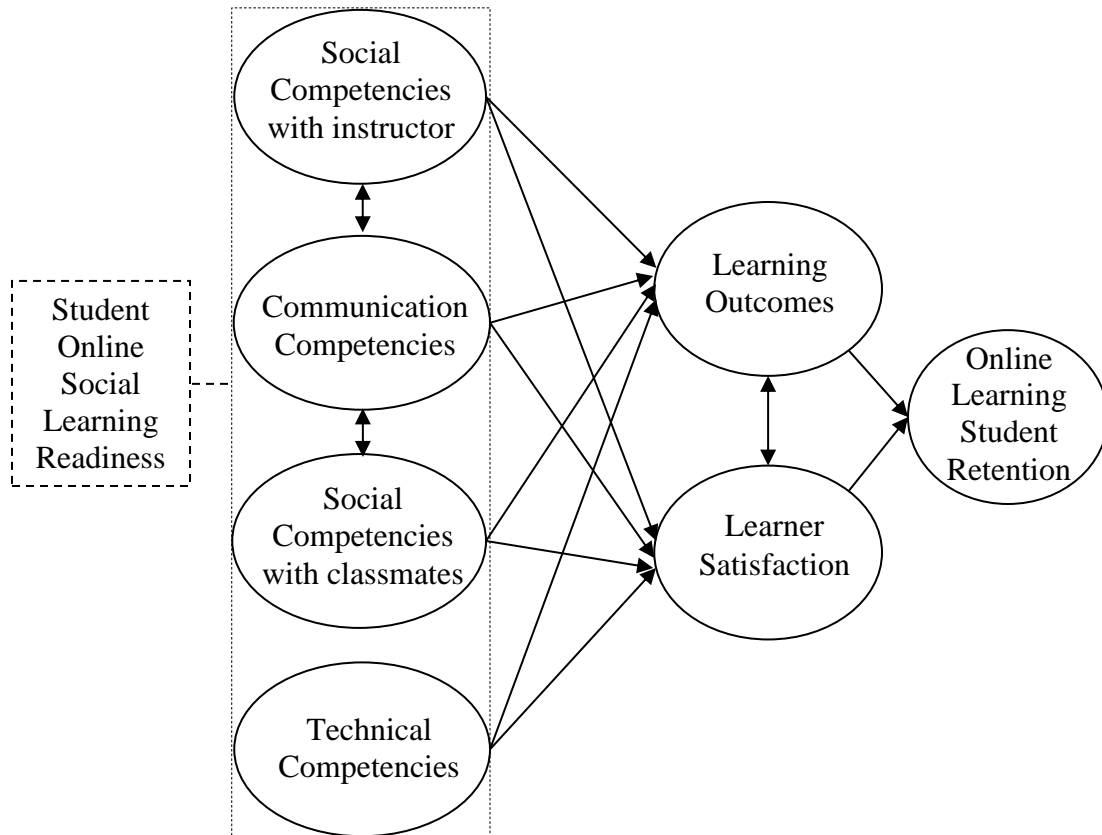 Social
Competencies
with instructor
Communication
Competencies
Social
Competencies
with classmates
Technical
Competencies
Student
Online
Social
Learning
Readiness
Learning
Outcomes
Learner
Satisfaction
Online
Learning
Student
Retention